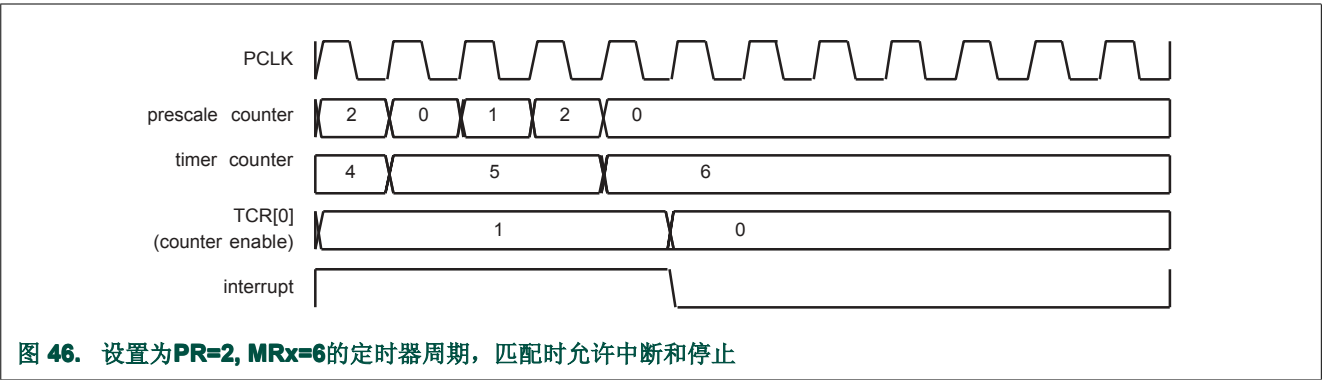 PCLK
prescale counter 2 0 1 2 0
timer counter 4 5 6
TCR[0]
(counter enable) 1 0
interrupt
图 46. 设置为PR=2, MRx=6的定时器周期，匹配时允许中断和停止